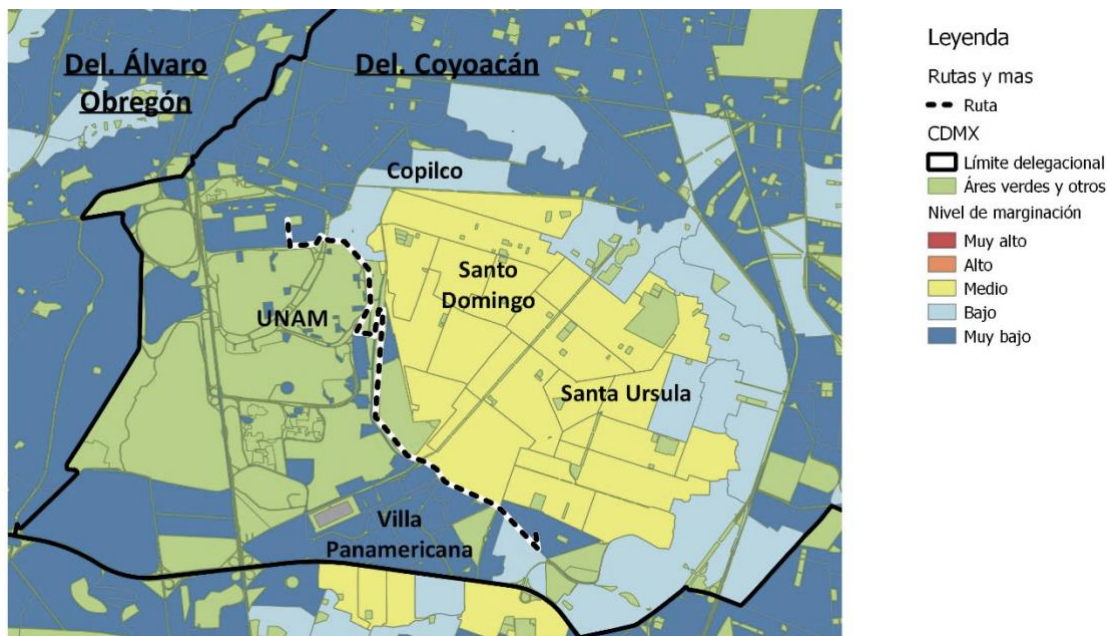 Del. Álvaro
Obregón
Del. Coyoacán
Copilco
Santo
Domingo
UNAM
Santa Ursula
Villa
Panamericana
Leyenda
Rutas y mas
Ruta
CDMX
Límite delegacional
Áres verdes y otros
Nivel de marginación
Muy alto
Alto
Medio
Bajo
Muy bajo